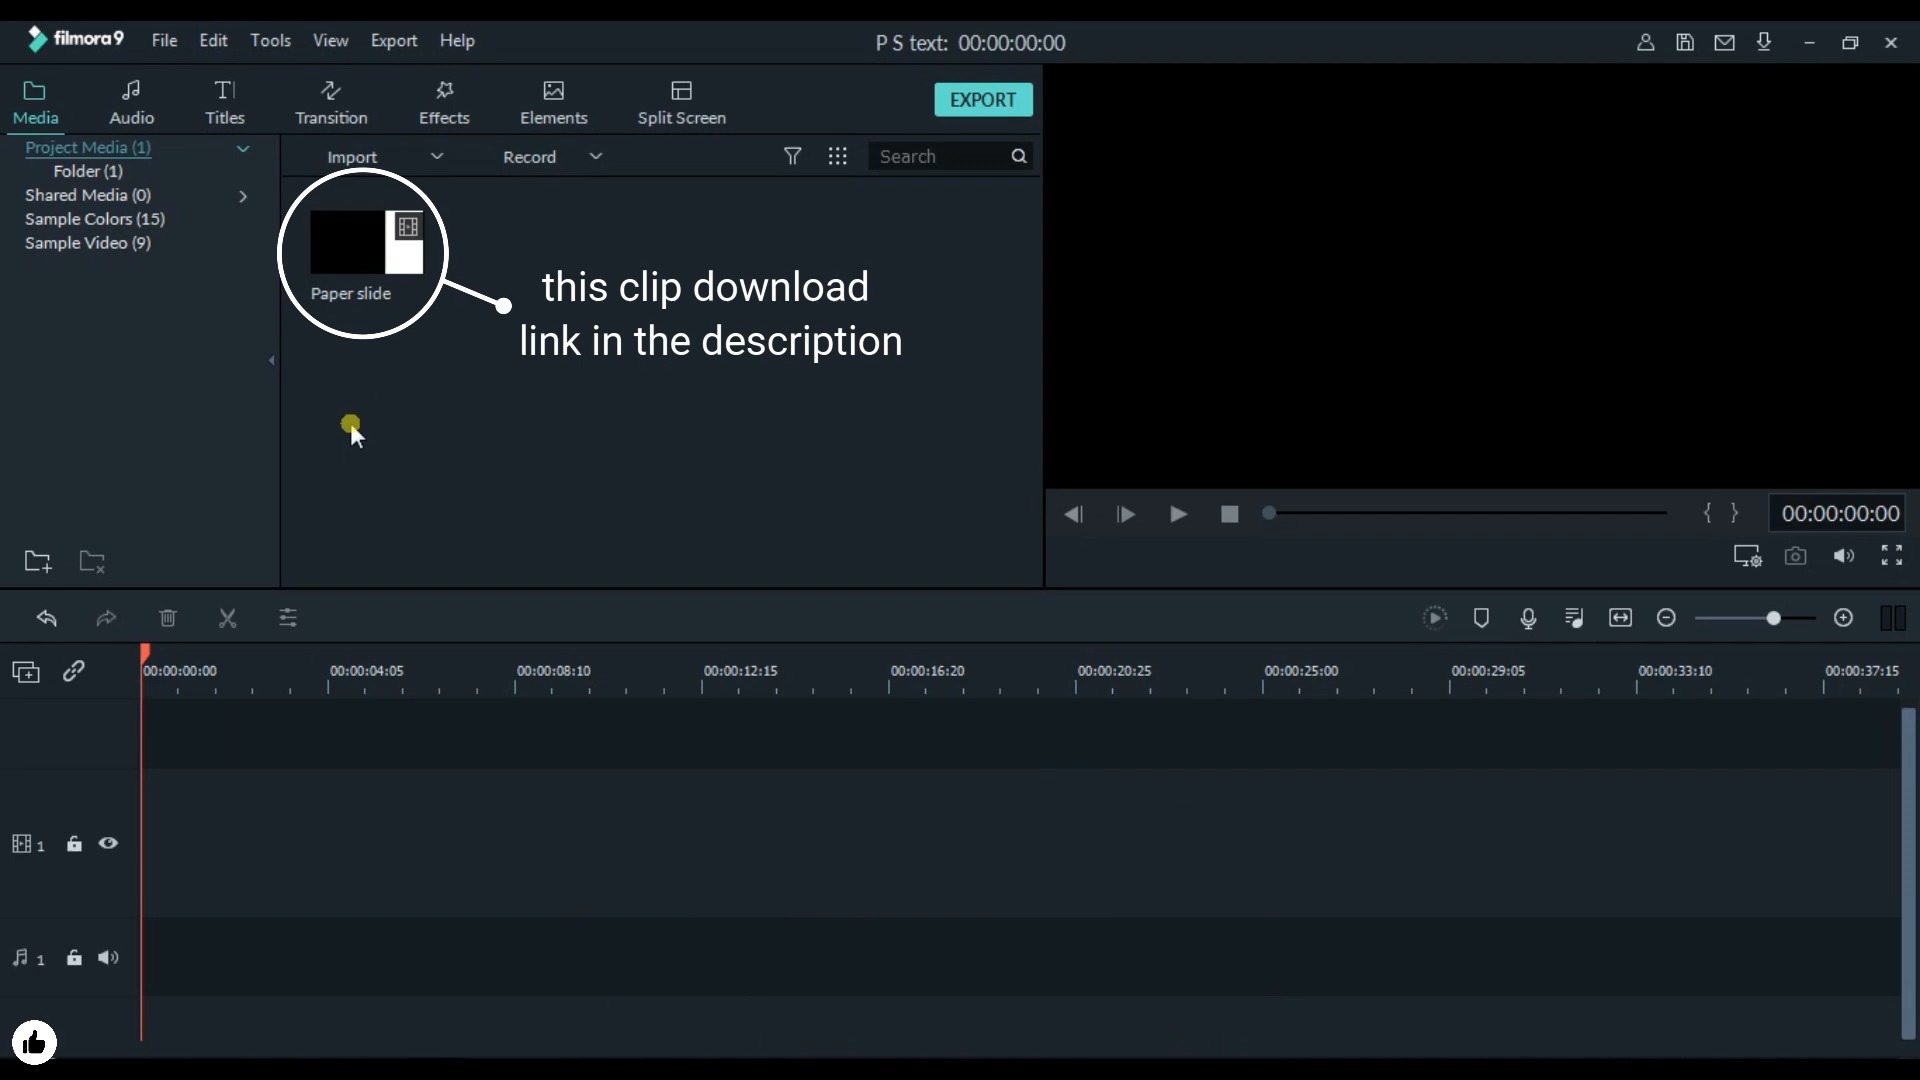 filmora9 File Edit Tools View Export Help P S text: 00:00:00:00
Media Audio Titles Transition Effects Elements Split Screen EXPORT
Project Media (1)
Folder (1)
Shared Media (0)
Sample Colors (15)
Sample Video (9)
Import Record Search
Paper slide
this clip download
link in the description
00:00:00:00
00:00:00:00 00:00:04:05 00:00:08:10 00:00:12:15 00:00:16:20 00:00:20:25 00:00:25:00 00:00:29:05 00:00:33:10 00:00:37:15
1
1